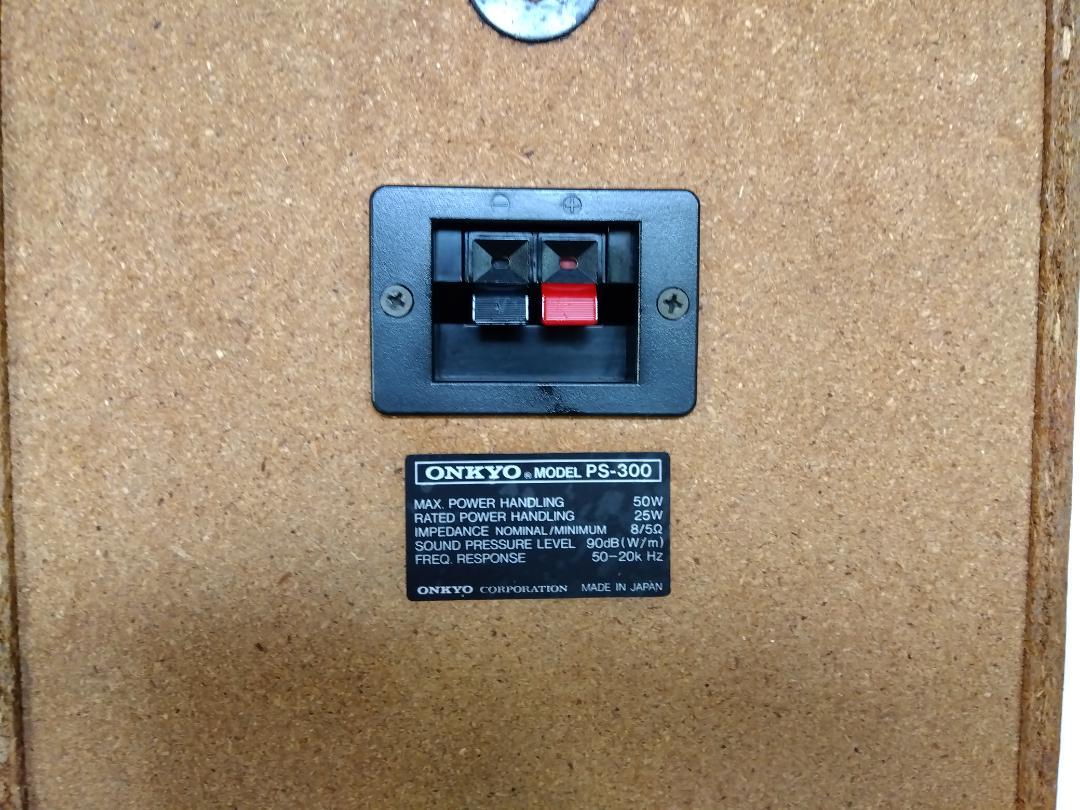 ⊖ ⊕
ONKYO® MODEL PS-300
MAX. POWER HANDLING 50W
RATED POWER HANDLING 25W
IMPEDANCE NOMINAL/MINIMUM 8/5Ω
SOUND PRESSURE LEVEL 90dB(W/m)
FREQ. RESPONSE 50-20k Hz
ONKYO CORPORATION MADE IN JAPAN